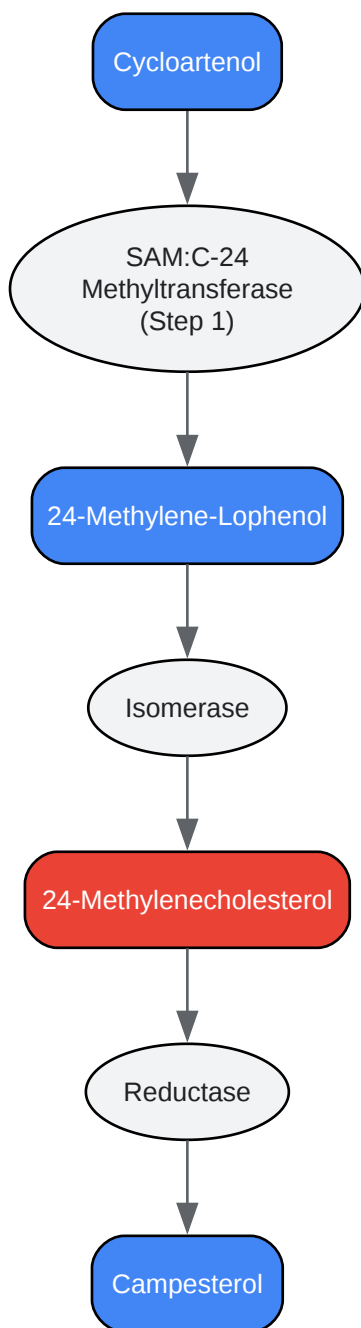 Cycloartenol
SAM:C-24
Methyltransferase
(Step 1)
24-Methylene-Lophenol
Isomerase
24-Methylenecholesterol
Reductase
Campesterol